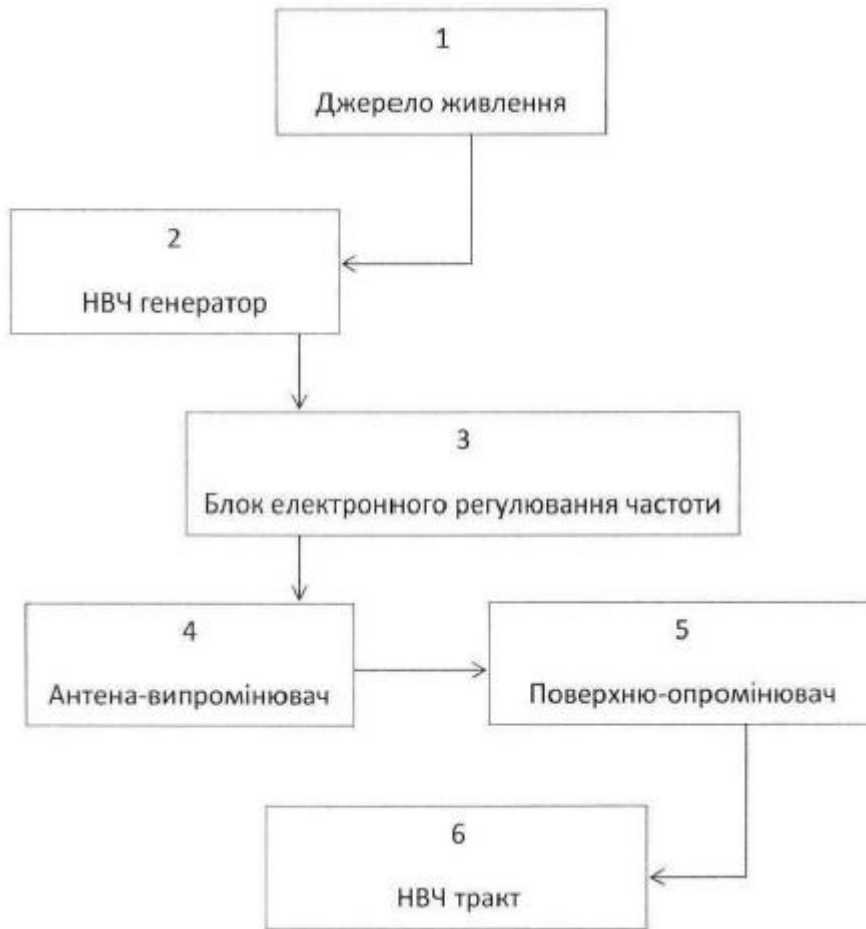 1
Джерело живлення
2
НВЧ генератор
3
Блок електронного регулювання частоти
4
Антена-випромінювач
5
Поверхню-опромінювач
6
НВЧ тракт